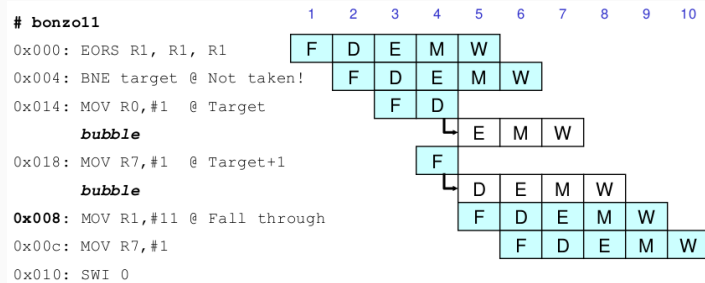 1 2 3 4 5 6 7 8 9 10
# bonzo11
0x000: EORS R1, R1, R1 F D E M W
0x004: BNE target @ Not taken! F D E M W
0x014: MOV R0,#1 @ Target F D
bubble E M W
0x018: MOV R7,#1 @ Target+1 F
bubble D E M W
0x008: MOV R1,#11 @ Fall through F D E M W
0x00c: MOV R7,#1 F D E M W
0x010: SWI 0